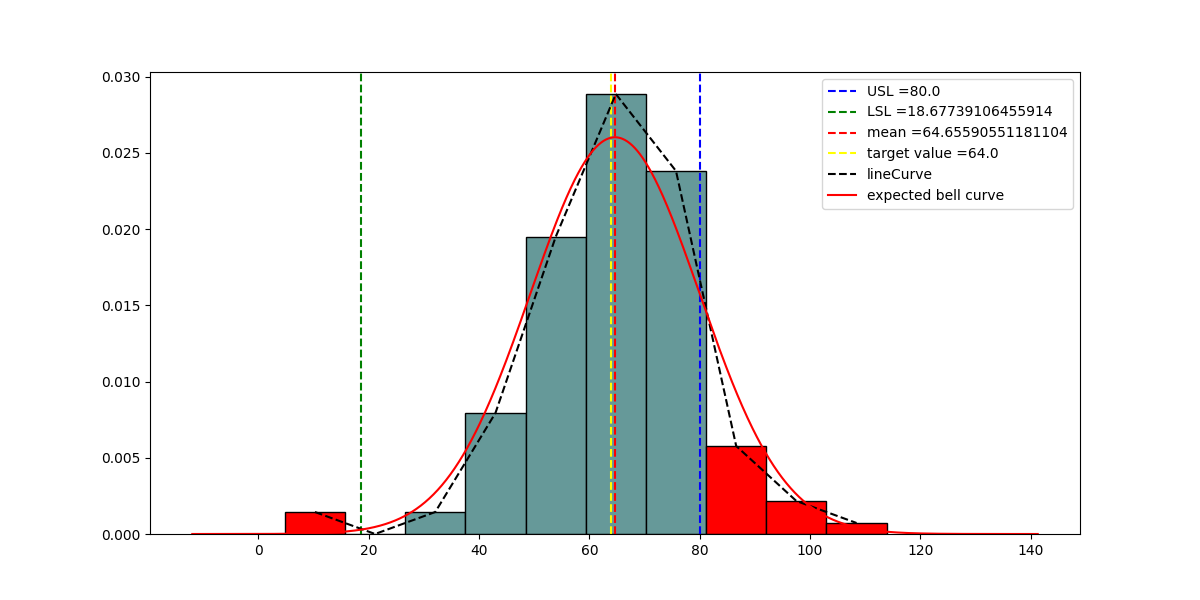 0.030
0.025
0.020
0.015
0.010
0.005
0.000
0 20 40 60 80 100 120 140
USL =80.0
LSL =18.67739106455914
mean =64.65590551181104
target value =64.0
lineCurve
expected bell curve